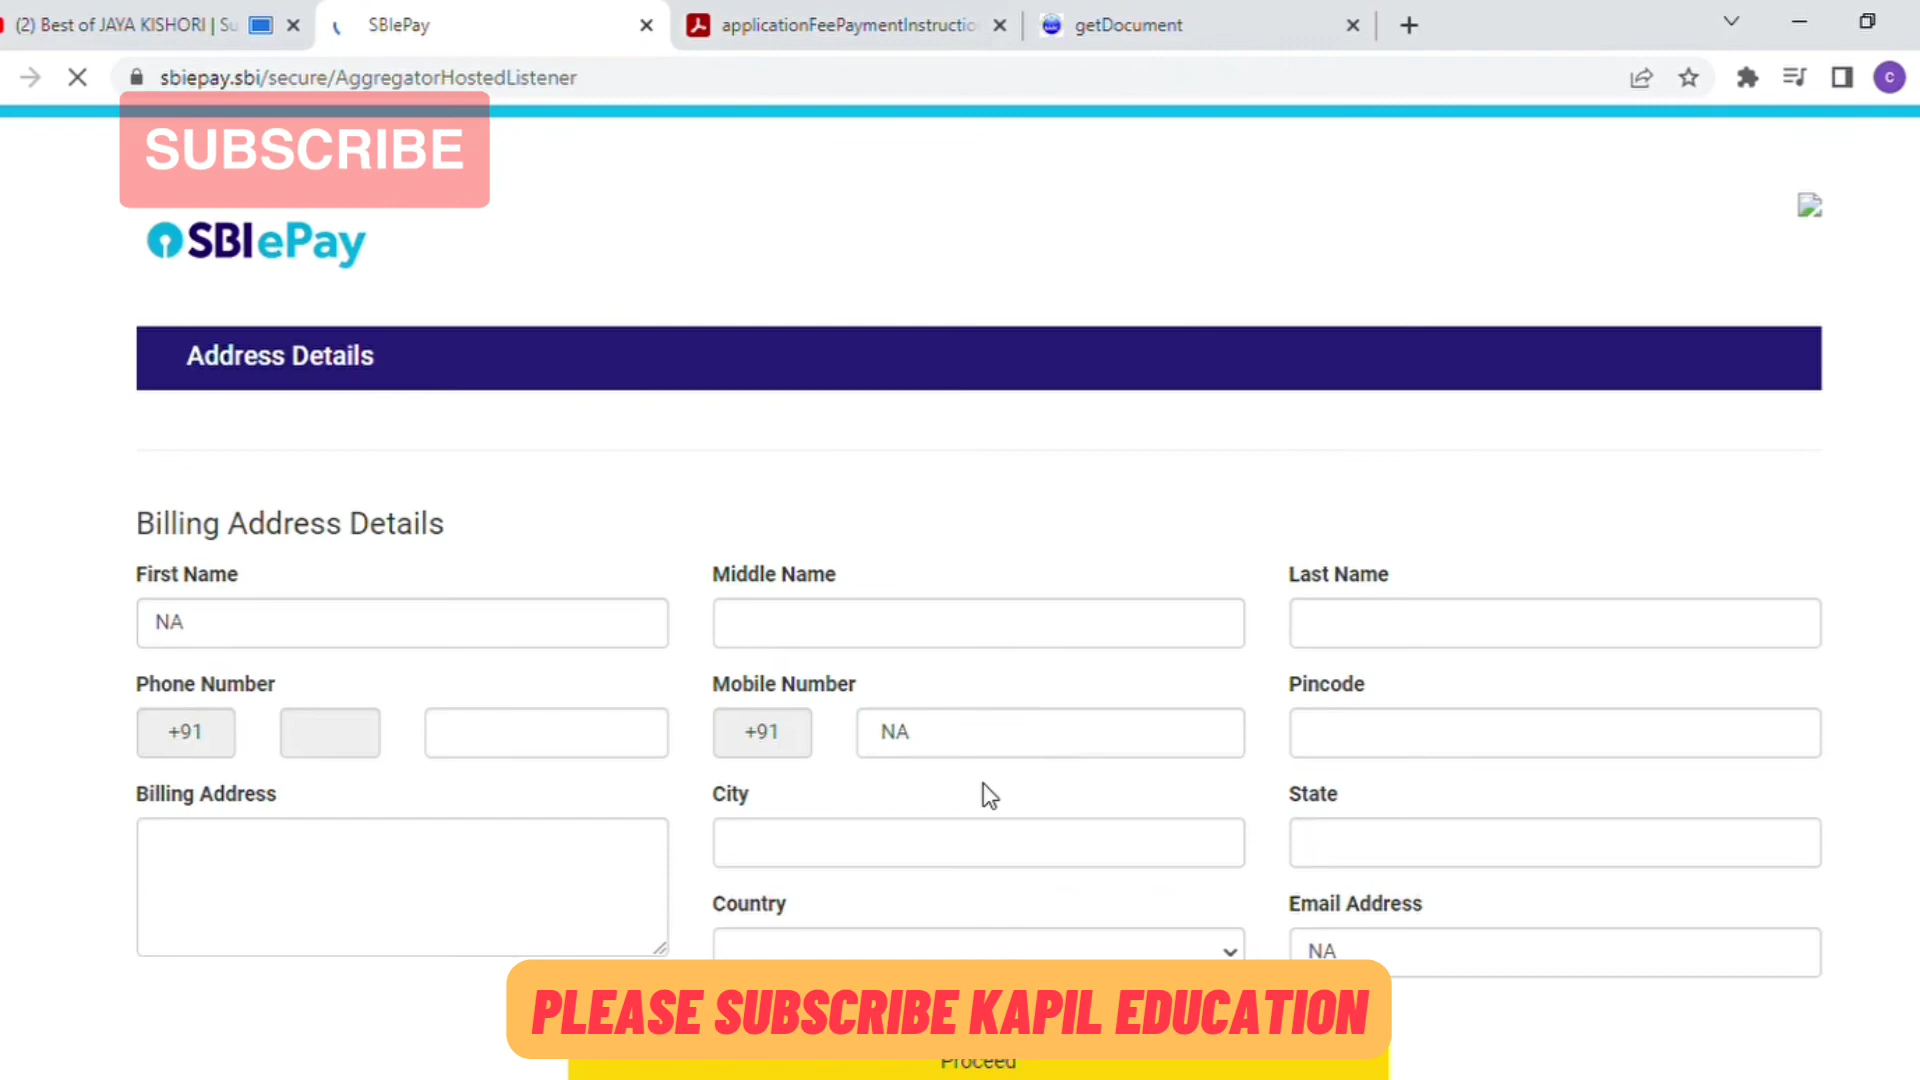 (2) Best of JAYA KISHORI | Su
SBIePay
applicationFeePaymentInstructio
getDocument
sbiepay.sbi/secure/AggregatorHostedListener
C
SUBSCRIBE
SBIePay
Address Details
Billing Address Details
First Name
Middle Name
Last Name
NA
Phone Number
Mobile Number
Pincode
+91
+91
NA
Billing Address
City
State
Country
Email Address
NA
PLEASE SUBSCRIBE KAPIL EDUCATION
Proceed